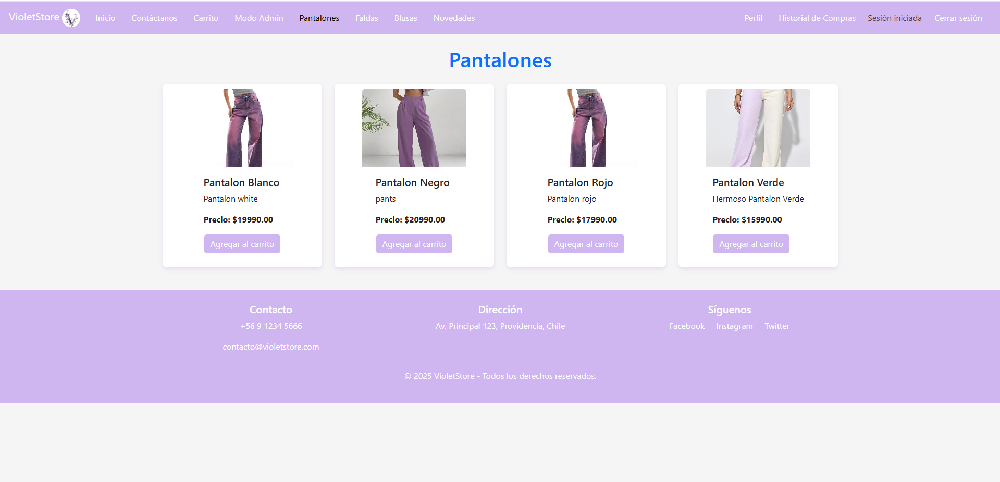 VioletStore Inicio Contáctanos Carrito Modo Admin Pantalones Faldas Blusas Novedades Perfil Historial de Compras Sesión iniciada Cerrar sesión
Pantalones
Pantalon Blanco
Pantalon white
Precio: $19990.00
Agregar al carrito
Pantalon Negro
pants
Precio: $20990.00
Agregar al carrito
Pantalon Rojo
Pantalon rojo
Precio: $17990.00
Agregar al carrito
Pantalon Verde
Hermoso Pantalon Verde
Precio: $15990.00
Agregar al carrito
Contacto
+56 9 1234 5666
contacto@violetstore.com
Dirección
Av. Principal 123, Providencia, Chile
Síguenos
Facebook Instagram Twitter
© 2025 VioletStore - Todos los derechos reservados.